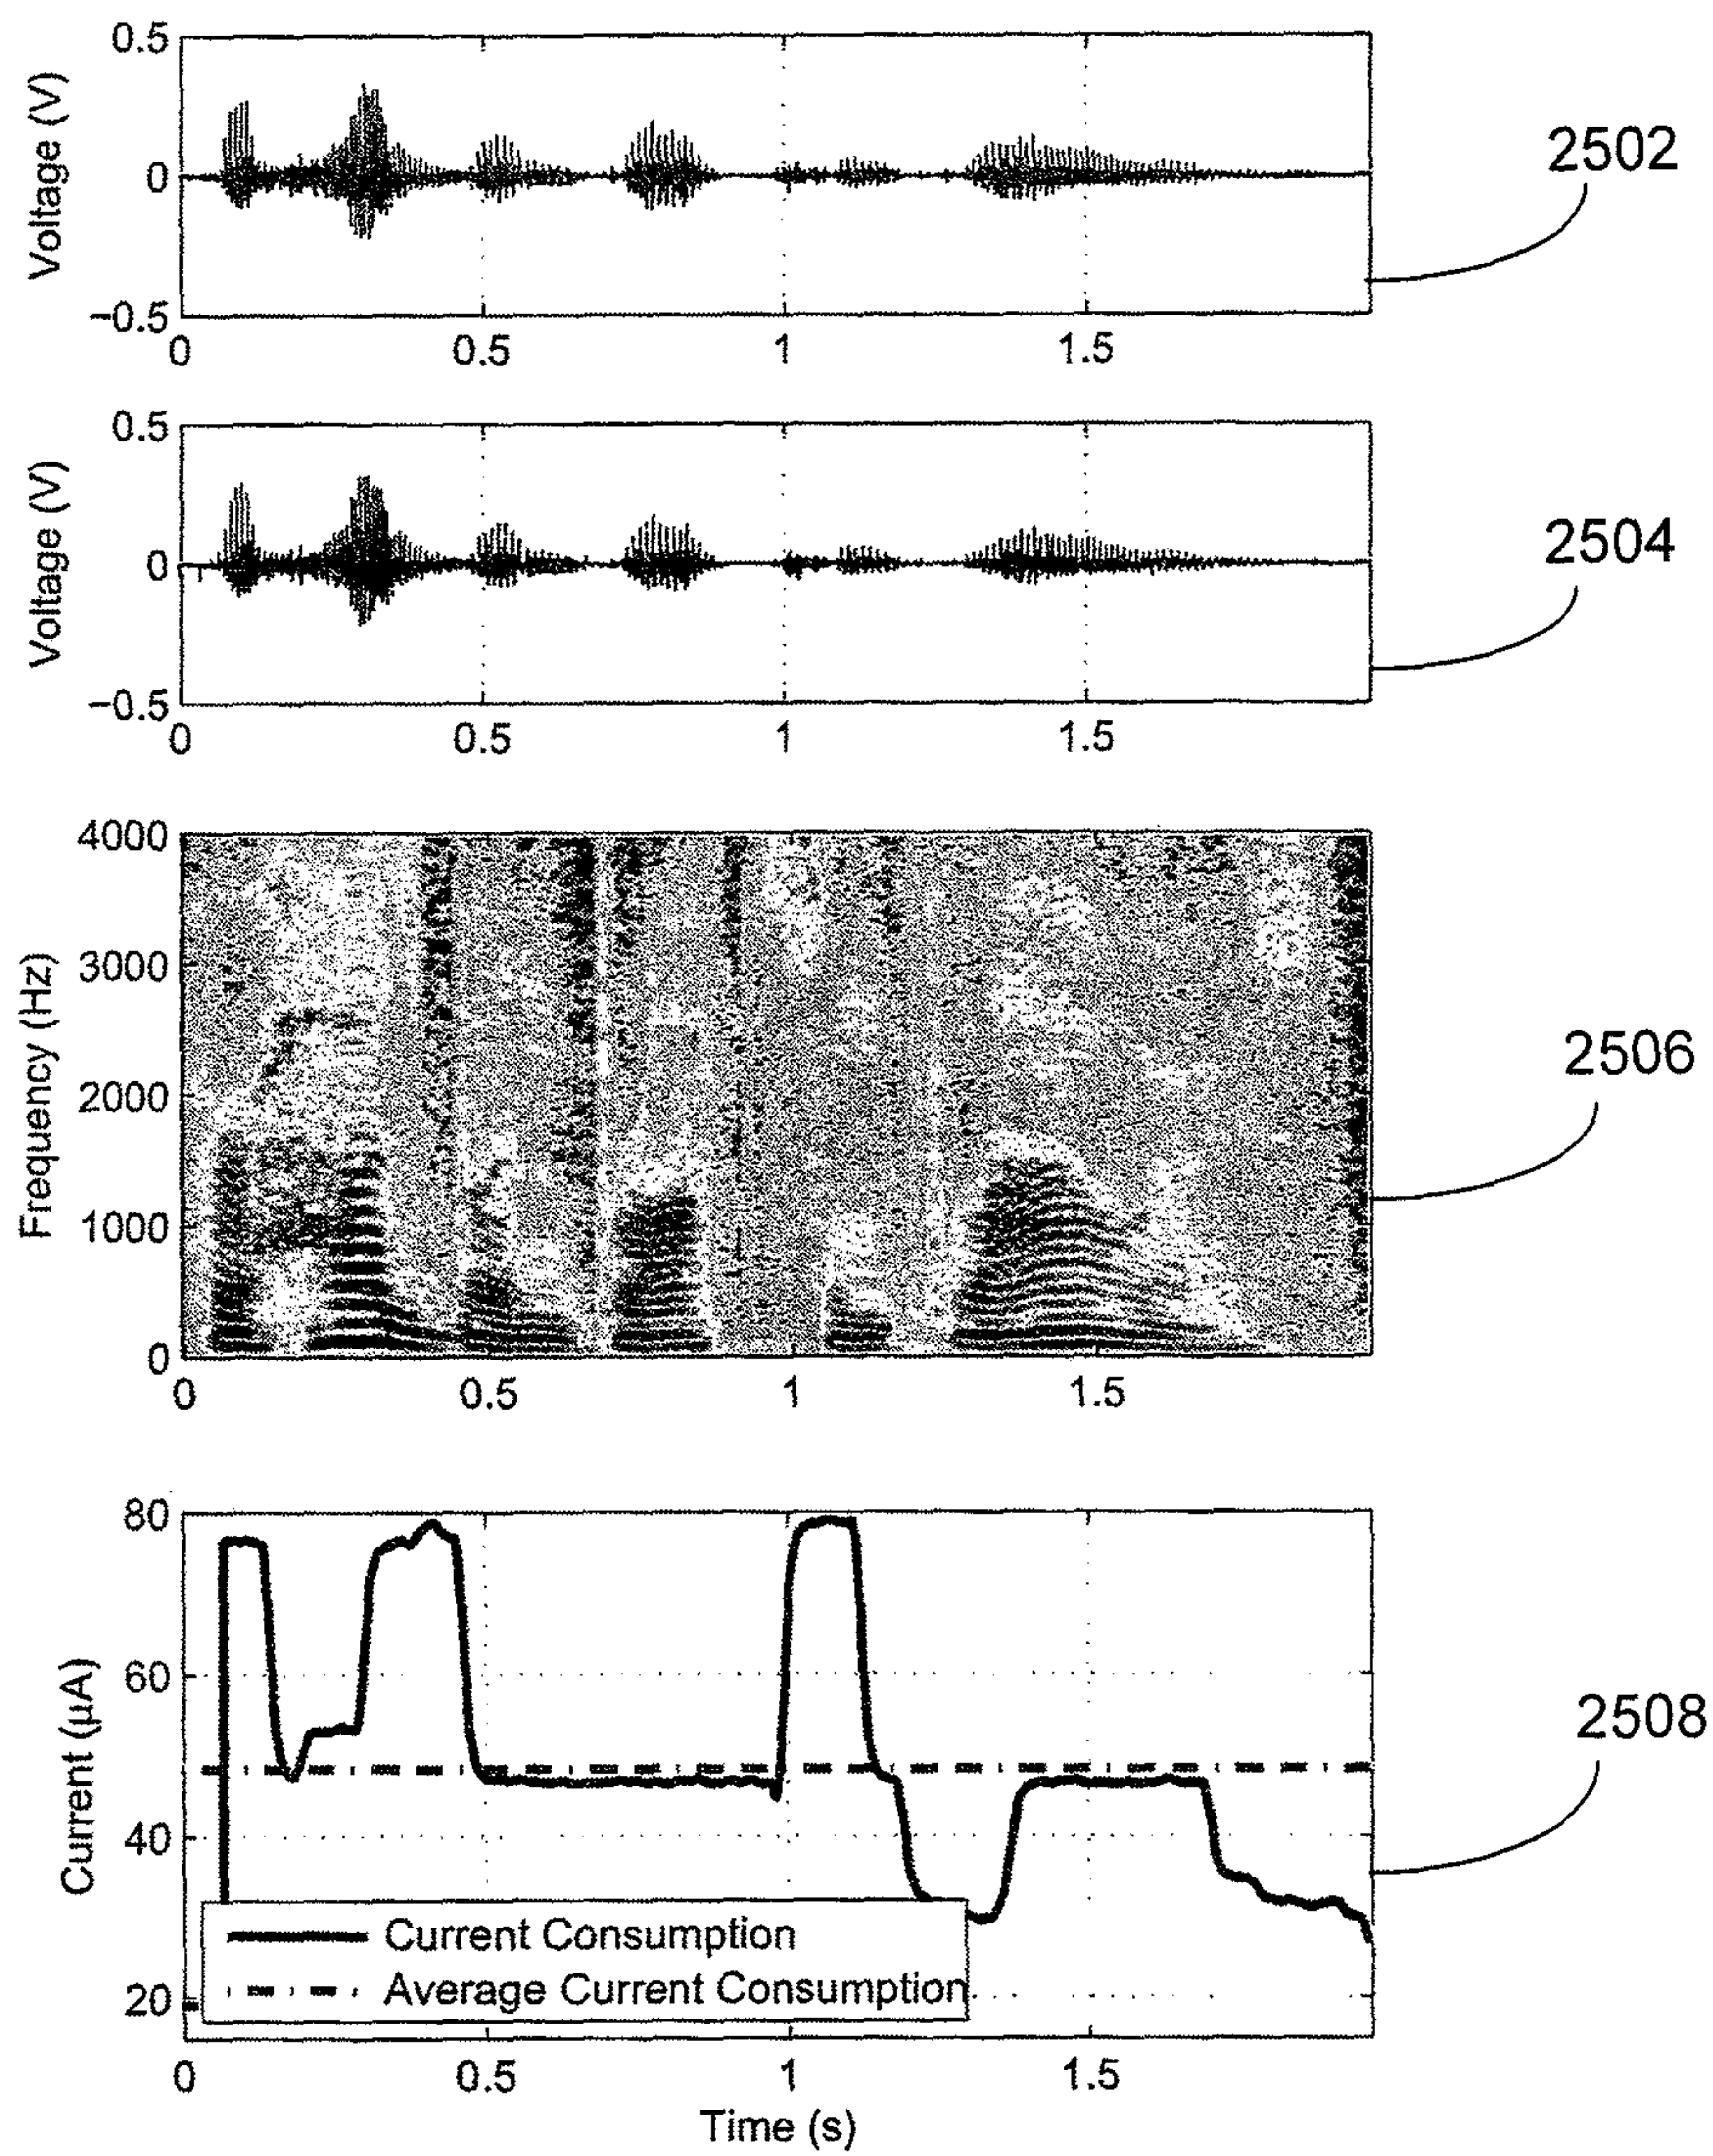 0.5
Voltage (V)
0
−0.5
0 0.5 1 1.5
2502
0.5
Voltage (V)
0
−0.5
0 0.5 1 1.5
2504
4000
3000
Frequency (Hz)
2000
1000
0
0 0.5 1 1.5
2506
80
60
Current (µA)
40
20
Current Consumption
Average Current Consumption
0 0.5 1 1.5
Time (s)
2508